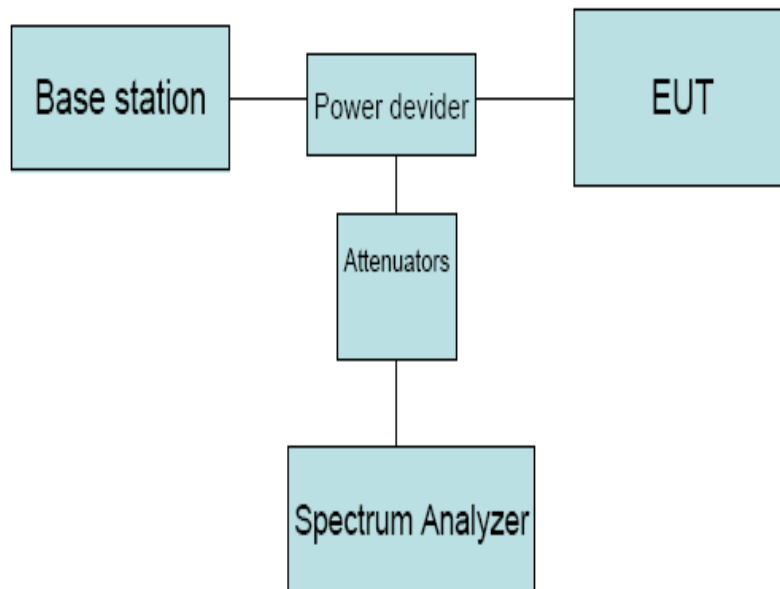 Base station
Power devider
EUT
Attenuators
Spectrum Analyzer